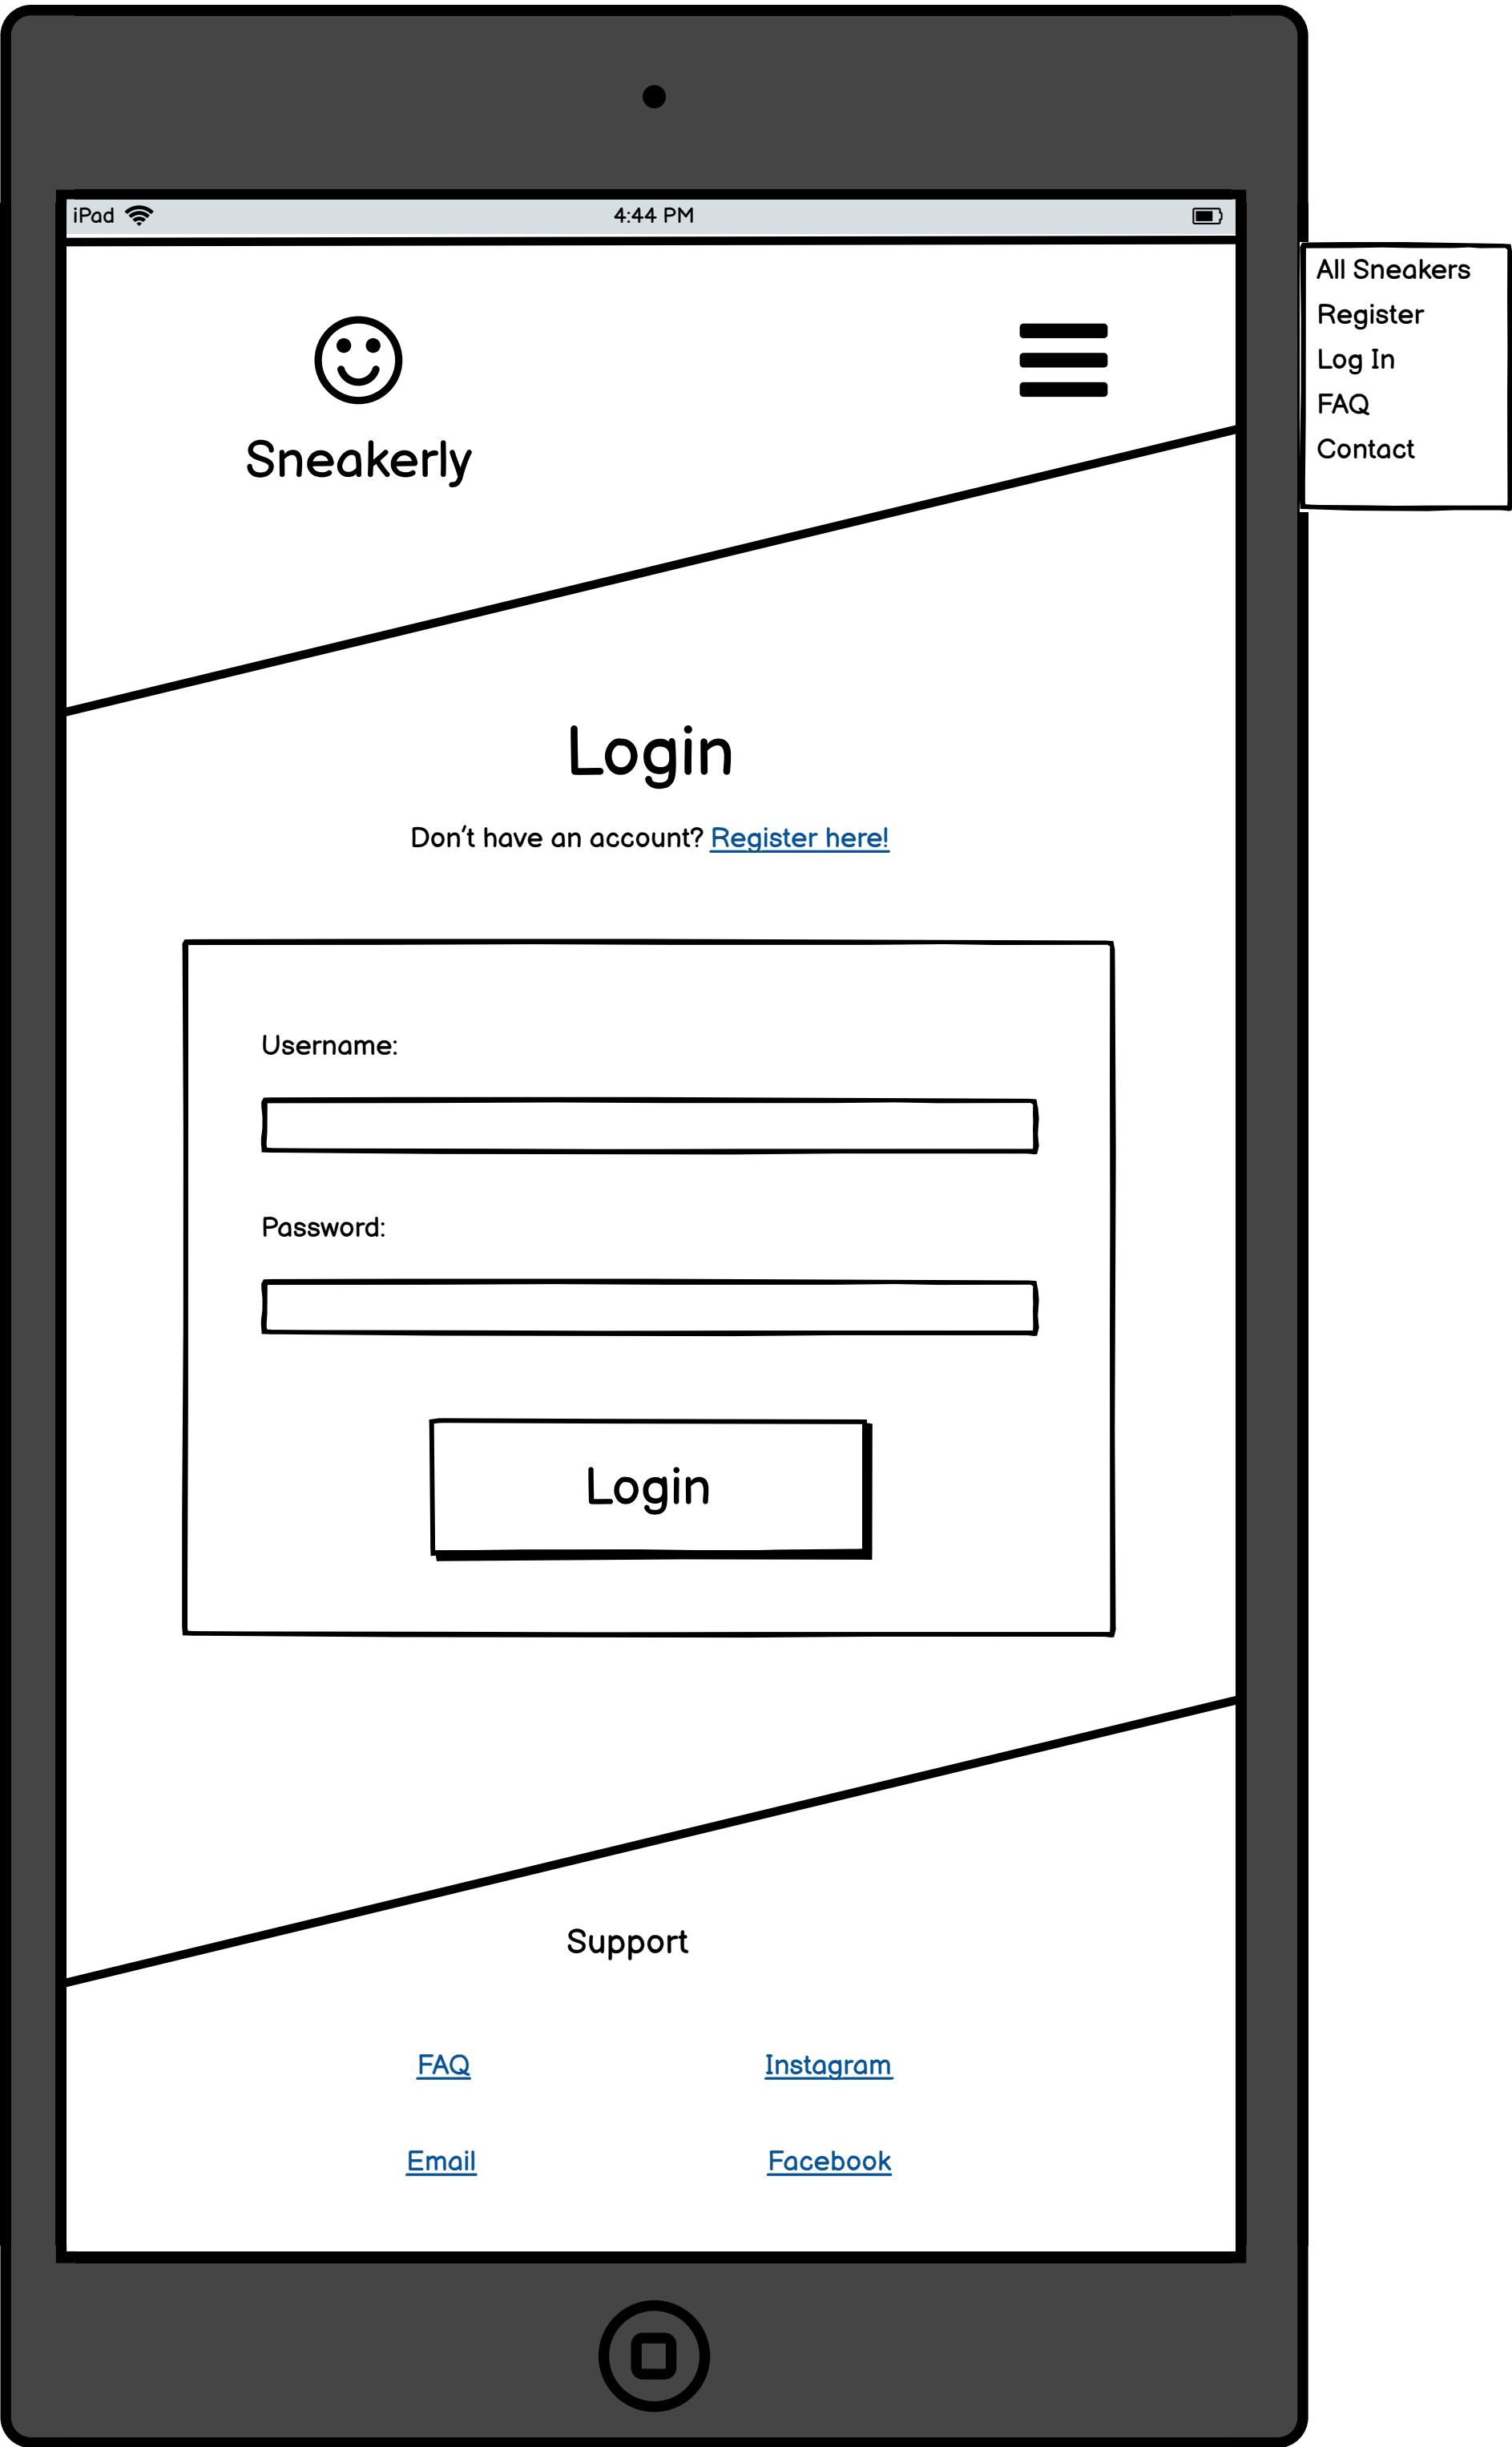 iPad
4:44 PM
All Sneakers
Register
Log In
FAQ
Contact
Sneakerly
Login
Don't have an account? Register here!
Username:
Password:
Login
Support
FAQ
Instagram
Email
Facebook